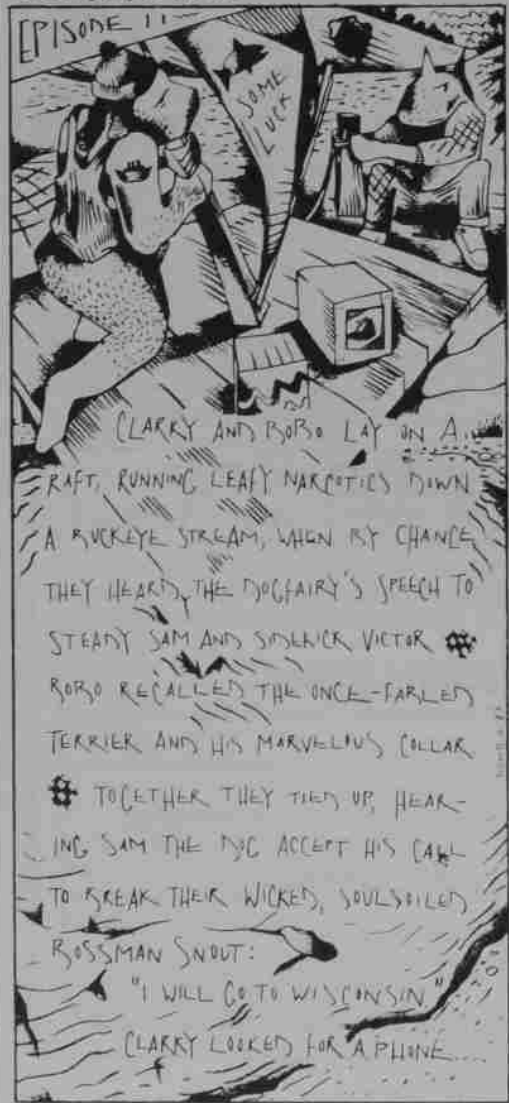 EPISODE 11
SOME
LUCK
CLARKY AND BOBO LAY ON A
RAFT, RUNNING LEAFY NARCOTICS DOWN
A BUCKEYE STREAM, WHEN BY CHANCE
THEY HEARD THE DOGFAIRY'S SPEECH TO
STEADY SAM AND SIDEKICK VICTOR
BOBO RECALLED THE ONCE-FABLED
TERRIER AND HIS MARVELOUS COLLAR
TOGETHER THEY TIED UP, HEAR-
ING SAM THE DOG ACCEPT HIS CALL
TO BREAK THEIR WICKED, SOULSOILED
BOSSMAN SNOUT:
"I WILL GO TO WISCONSIN"
CLARKY LOOKED FOR A PHONE....